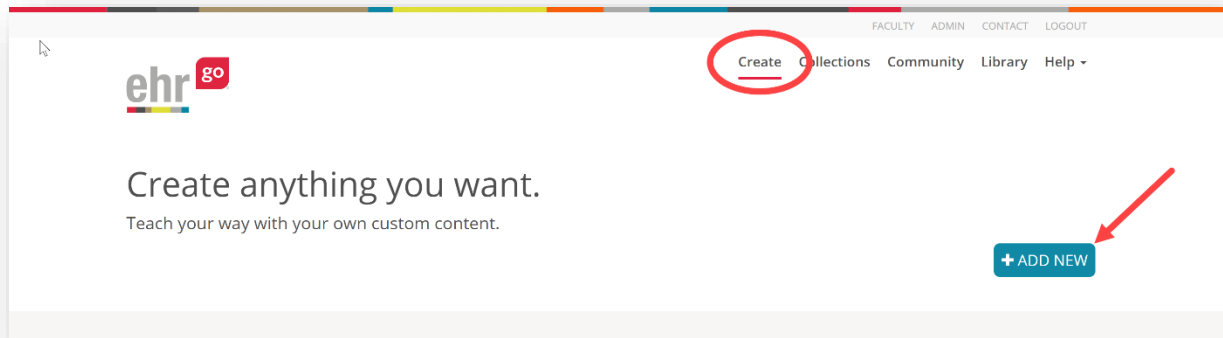 FACULTY ADMIN CONTACT LOGOUT
Create Collections Community Library Help
ehr go
Create anything you want.
Teach your way with your own custom content.
+ ADD NEW